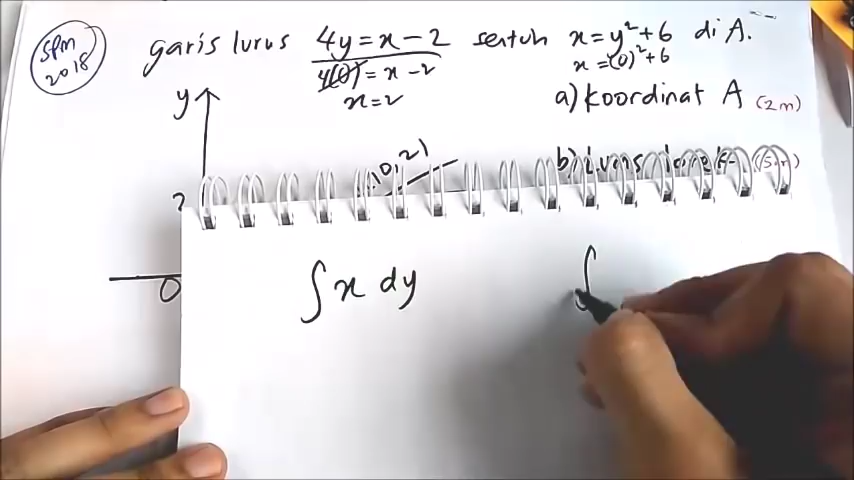 SPM 2018
garis lurus 4y = x - 2 sentuh x = y² + 6 di A.
4(0) = x - 2
x = (0)² + 6
x = 2
y
a) koordinat A (2m)
(10, 2)
b) Luas
2
0
∫ x dy ∫